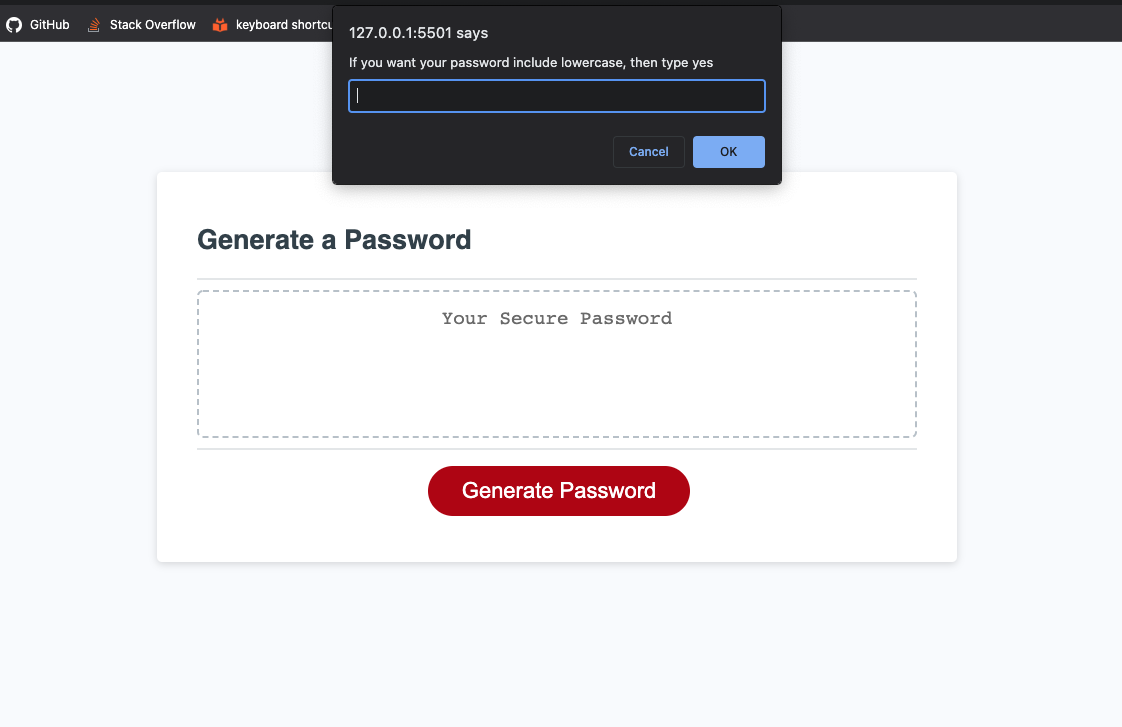 GitHub
Stack Overflow
keyboard shortcu
127.0.0.1:5501 says
If you want your password include lowercase, then type yes
Cancel
OK
Generate a Password
Your Secure Password
Generate Password